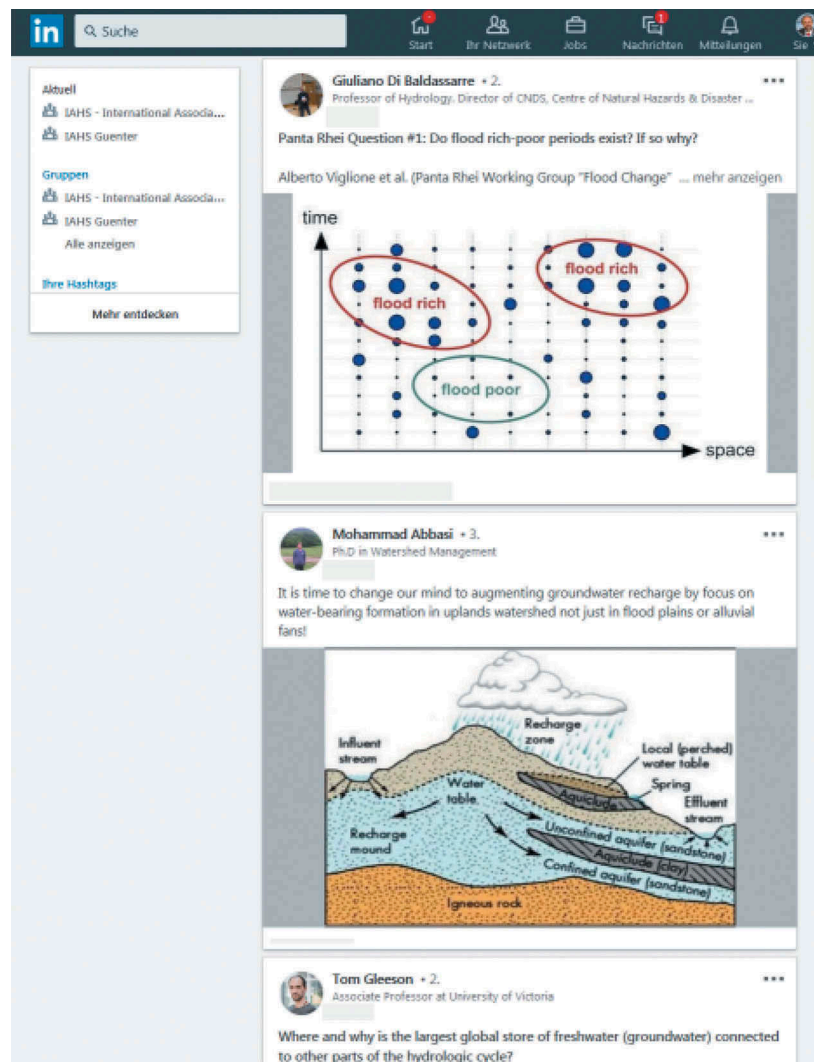 in
Suche
Start
Ihr Netzwerk
Jobs
1
Nachrichten
Mitteilungen
Sie
Aktuell
IAHS - International Associa...
IAHS Guenter
Gruppen
IAHS - International Associa...
IAHS Guenter
Alle anzeigen
Ihre Hashtags
Mehr entdecken
Giuliano Di Baldassarre • 2.
Professor of Hydrology. Director of CNDS, Centre of Natural Hazards & Disaster ...
Panta Rhei Question #1: Do flood rich-poor periods exist? If so why?
Alberto Viglione et al. (Panta Rhei Working Group "Flood Change" ... mehr anzeigen
time
flood rich
flood rich
flood poor
space
Mohammad Abbasi • 3.
Ph.D in Watershed Management
It is time to change our mind to augmenting groundwater recharge by focus on
water-bearing formation in uplands watershed not just in flood plains or alluvial
fans!
Recharge
zone
Influent
stream
Local (perched)
water table
Water
table
Spring
Aquiclude
Effluent
stream
Unconfined aquifer (sandstone)
Recharge
mound
Aquiclude (clay)
Confined aquifer (sandstone)
Igneous rock
Tom Gleeson • 2.
Associate Professor at University of Victoria
Where and why is the largest global store of freshwater (groundwater) connected
to other parts of the hydrologic cycle?